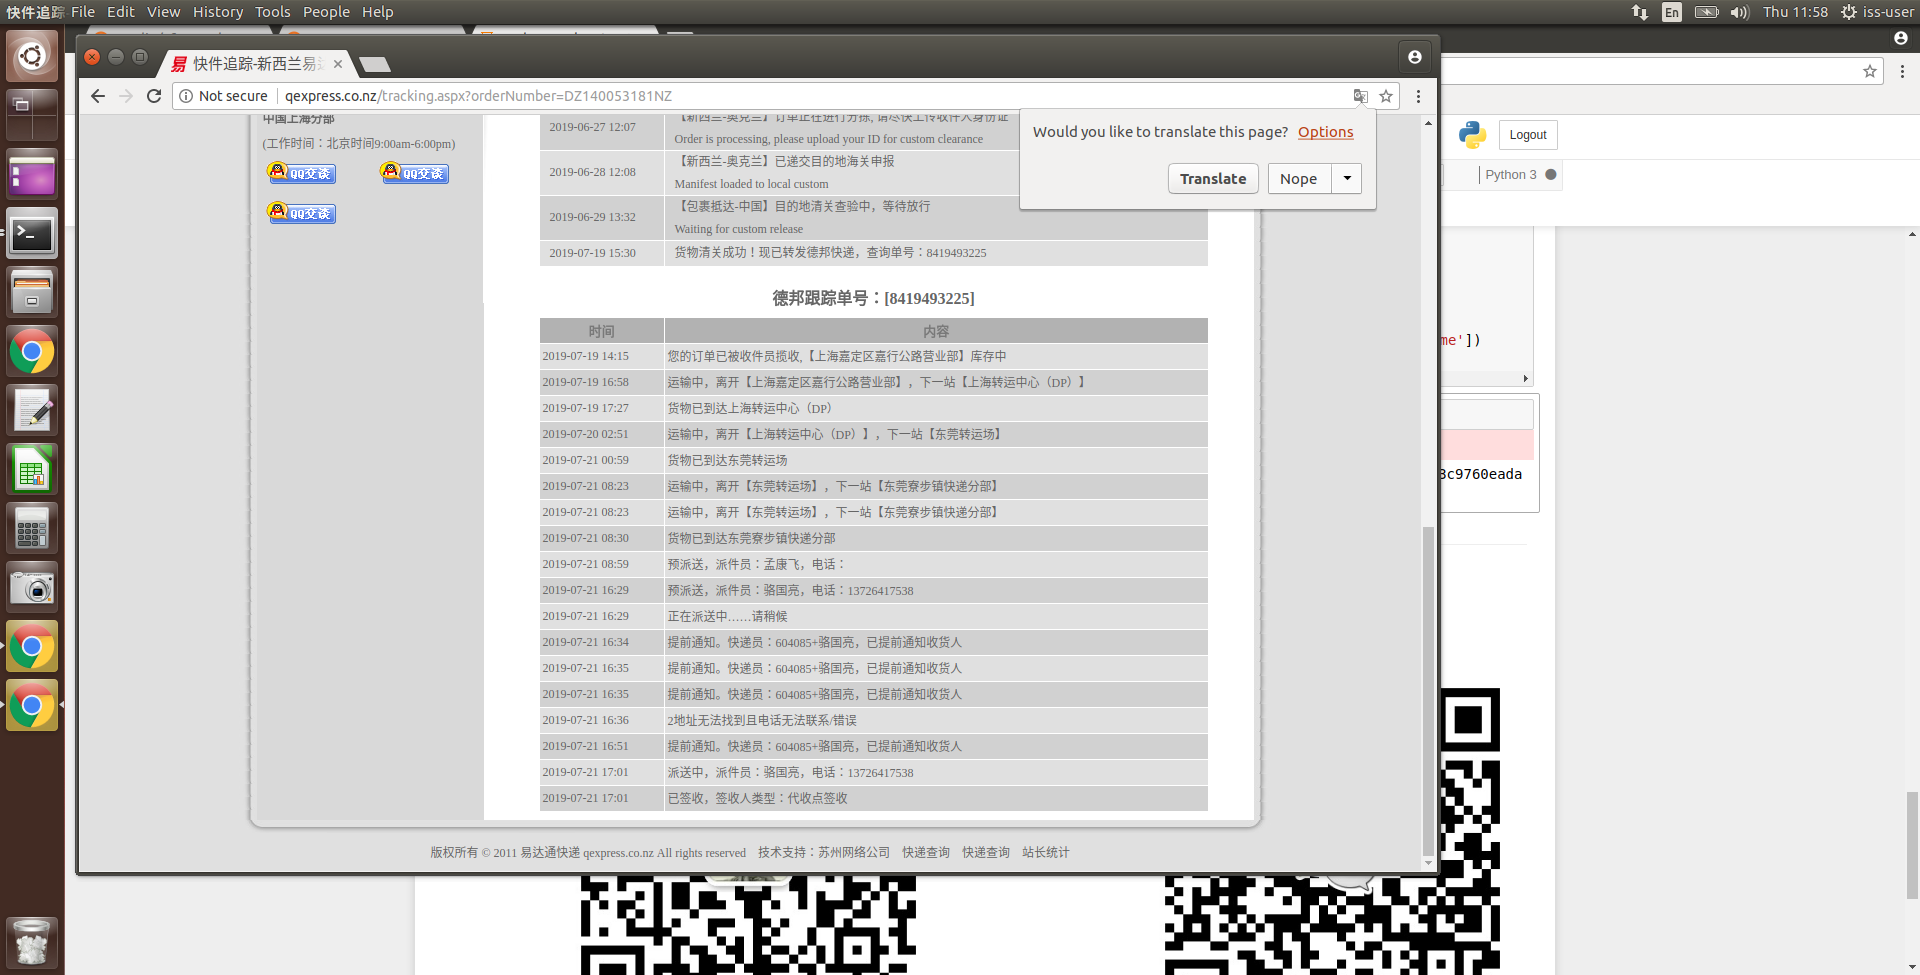 快件追踪 File Edit View History Tools People Help
En Thu 11:58 iss-user
易 快件追踪-新西兰易
Not secure qexpress.co.nz/tracking.aspx?orderNumber=DZ140053181NZ
Would you like to translate this page? Options
Translate Nope
Logout
Python 3
me'])
3c9760eada
中国上海分部
(工作时间：北京时间9:00am-6:00pm)
QQ交谈 QQ交谈
QQ交谈
2019-06-27 12:07 【新西兰-奥克兰】订单正在进行分拣, 请尽快上传收件人身份证
Order is processing, please upload your ID for custom clearance
2019-06-28 12:08 【新西兰-奥克兰】已递交目的地海关申报
Manifest loaded to local custom
2019-06-29 13:32 【包裹抵达-中国】目的地清关查验中，等待放行
Waiting for custom release
2019-07-19 15:30 货物清关成功！现已转发德邦快递，查询单号：8419493225
德邦跟踪单号：[8419493225]
时间 内容
2019-07-19 14:15 您的订单已被收件员揽收,【上海嘉定区嘉行公路营业部】库存中
2019-07-19 16:58 运输中，离开【上海嘉定区嘉行公路营业部】，下一站【上海转运中心（DP）】
2019-07-19 17:27 货物已到达上海转运中心（DP）
2019-07-20 02:51 运输中，离开【上海转运中心（DP）】，下一站【东莞转运场】
2019-07-21 00:59 货物已到达东莞转运场
2019-07-21 08:23 运输中，离开【东莞转运场】，下一站【东莞寮步镇快递分部】
2019-07-21 08:23 运输中，离开【东莞转运场】，下一站【东莞寮步镇快递分部】
2019-07-21 08:30 货物已到达东莞寮步镇快递分部
2019-07-21 08:59 预派送，派件员：孟康飞，电话：
2019-07-21 16:29 预派送，派件员：骆国亮，电话：13726417538
2019-07-21 16:29 正在派送中……请稍候
2019-07-21 16:34 提前通知。快递员：604085+骆国亮，已提前通知收货人
2019-07-21 16:35 提前通知。快递员：604085+骆国亮，已提前通知收货人
2019-07-21 16:35 提前通知。快递员：604085+骆国亮，已提前通知收货人
2019-07-21 16:36 2地址无法找到且电话无法联系/错误
2019-07-21 16:51 提前通知。快递员：604085+骆国亮，已提前通知收货人
2019-07-21 17:01 派送中，派件员：骆国亮，电话：13726417538
2019-07-21 17:01 已签收，签收人类型：代收点签收
版权所有 © 2011 易达通快递 qexpress.co.nz All rights reserved 技术支持：苏州网络公司 快递查询 快递查询 站长统计